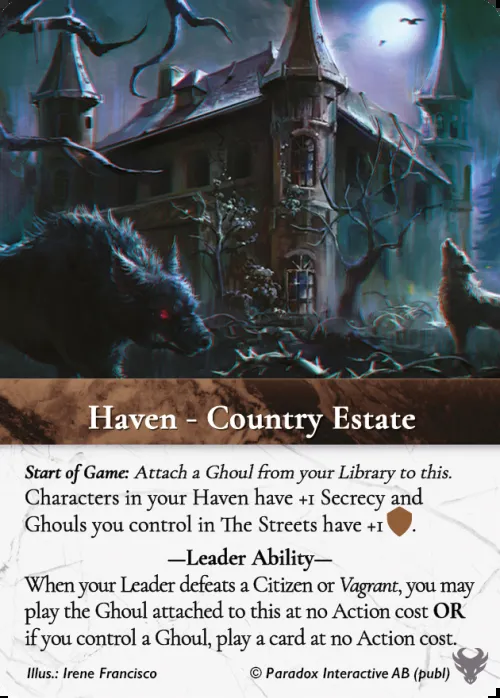 Haven - Country Estate
Start of Game: Attach a Ghoul from your Library to this.
Characters in your Haven have +1 Secrecy and
Ghouls you control in The Streets have +1 .
—Leader Ability—
When your Leader defeats a Citizen or Vagrant, you may
play the Ghoul attached to this at no Action cost OR
if you control a Ghoul, play a card at no Action cost.
Illus.: Irene Francisco © Paradox Interactive AB (publ)